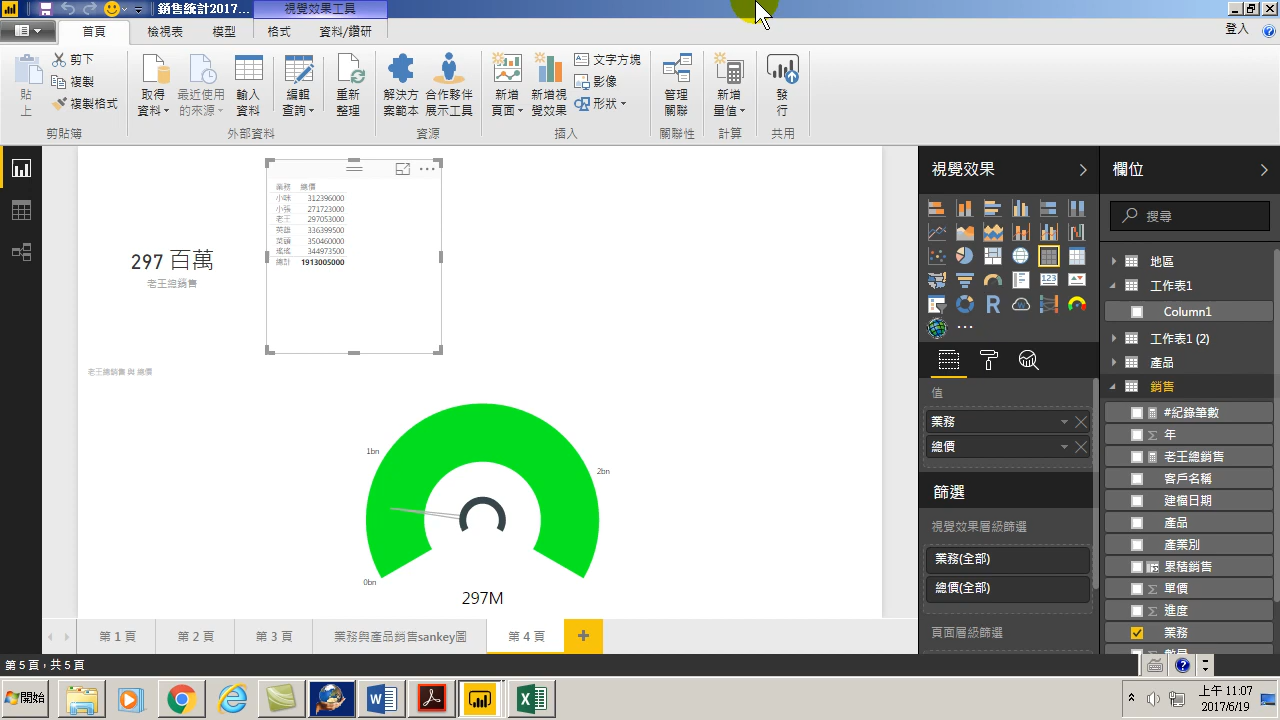 銷售統計2017...
視覺效果工具
首頁
檢視表
模型
格式
資料/鑽研
登入
貼上
剪下
複製
複製格式
剪貼簿
取得資料
最近使用的來源
輸入資料
編輯查詢
外部資料
重新整理
解決方案範本
合作夥伴展示工具
資源
新增頁面
新增視覺效果
文字方塊
影像
形狀
插入
管理關聯
關聯性
新增量值
計算
發行
共用
297 百萬
老王總銷售
業務 總價
小咪 312396000
小張 271723000
老王 297053000
英雄 336399500
菜頭 350460000
瑤瑤 344973500
總計 1913005000
老王總銷售 與 總價
1bn
2bn
0bn
297M
視覺效果
值
業務
總價
篩選
視覺效果層級篩選
業務(全部)
總價(全部)
頁面層級篩選
欄位
搜尋
地區
工作表1
Column1
工作表1 (2)
產品
銷售
#紀錄筆數
年
老王總銷售
客戶名稱
建檔日期
產品
產業別
累積銷售
單價
進度
業務
數量
第 1 頁
第 2 頁
第 3 頁
業務與產品銷售sankey圖
第 4 頁
第 5 頁，共 5 頁
開始
上午 11:07
2017/6/19